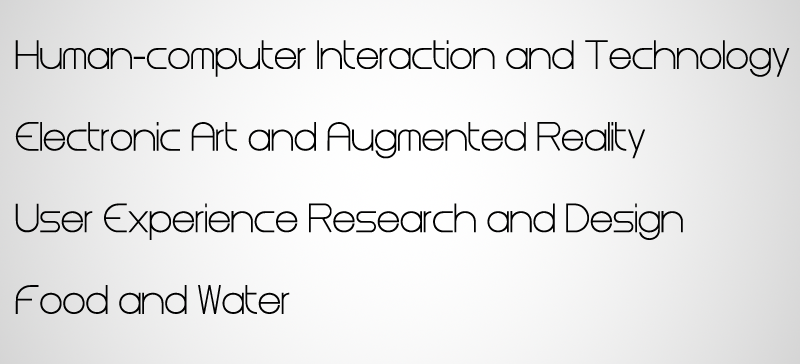 Human-computer Interaction and Technology
Electronic Art and Augmented Reality
User Experience Research and Design
Food and Water